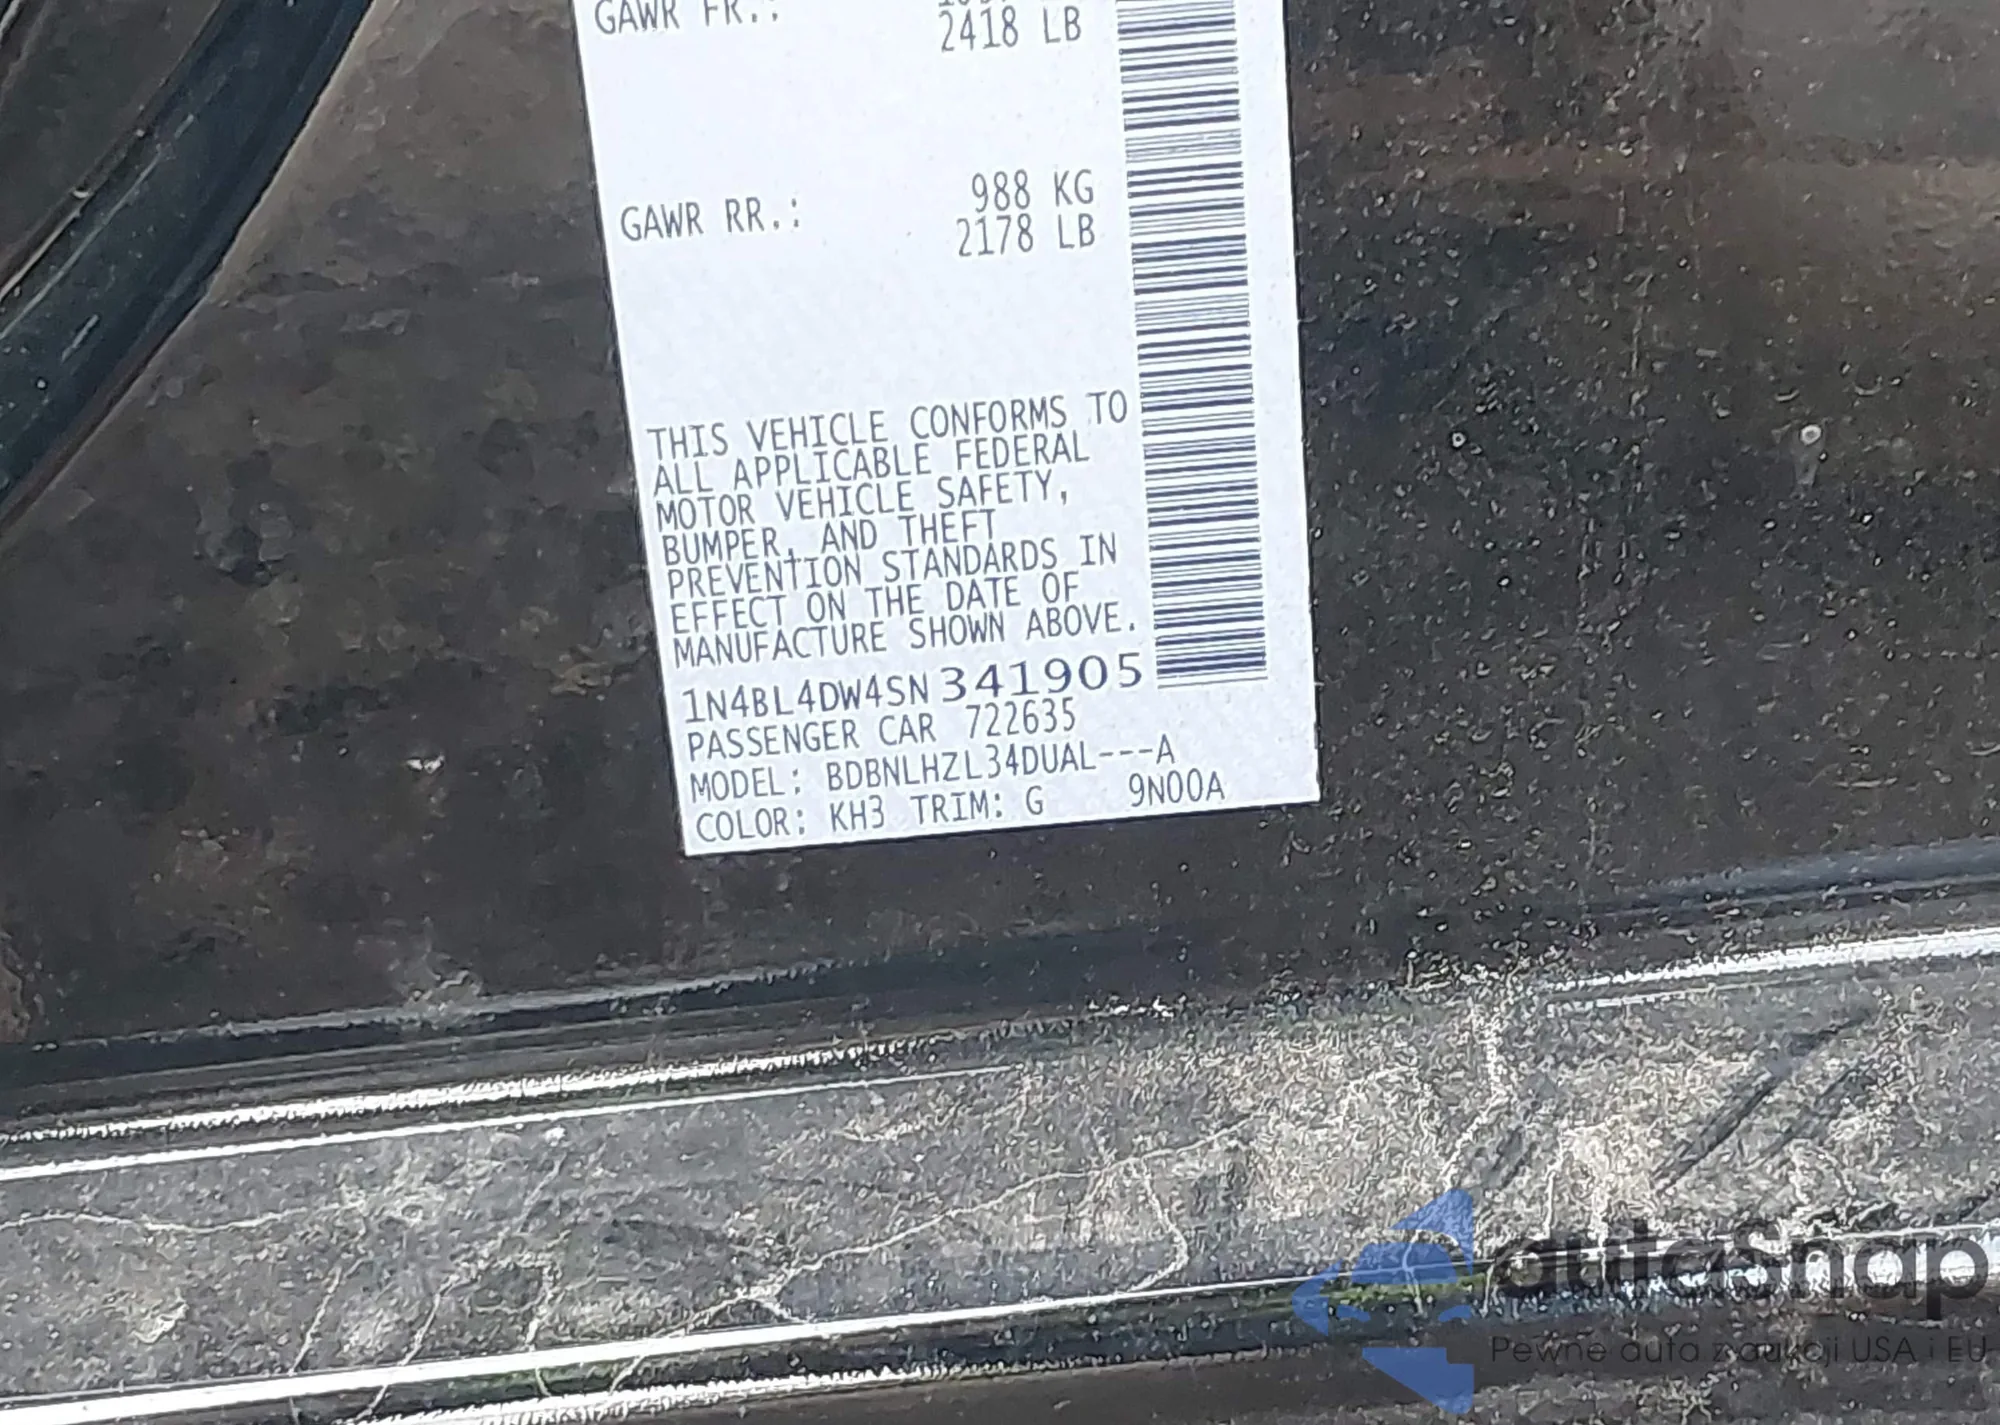 GAWR FR.:
2418 LB
988 KG
GAWR RR.:
2178 LB
THIS VEHICLE CONFORMS TO
ALL APPLICABLE FEDERAL
MOTOR VEHICLE SAFETY,
BUMPER, AND THEFT
PREVENTION STANDARDS IN
EFFECT ON THE DATE OF
MANUFACTURE SHOWN ABOVE.
1N4BL4DW4SN341905
PASSENGER CAR 722635
MODEL: BDBNLHZL34DUAL---A
COLOR: KH3 TRIM: G 9N00A
autoSnap
Pewne auta z aukcji USA i EU